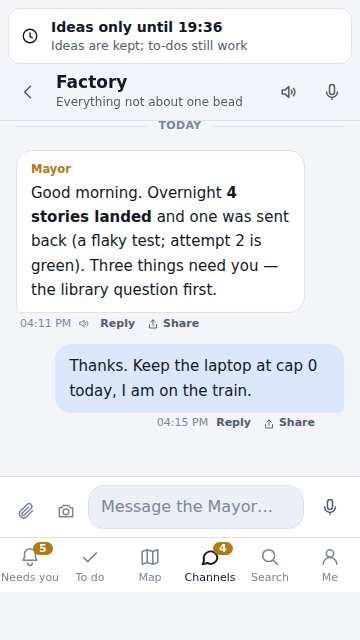 Ideas only until 19:36
Ideas are kept; to-dos still work
Factory
Everything not about one bead
TODAY
Mayor
Good morning. Overnight 4
stories landed and one was sent
back (a flaky test; attempt 2 is
green). Three things need you —
the library question first.
04:11 PM Reply Share
Thanks. Keep the laptop at cap 0
today, I am on the train.
04:15 PM Reply Share
Message the Mayor...
5 4
Needs you To do Map Channels Search Me